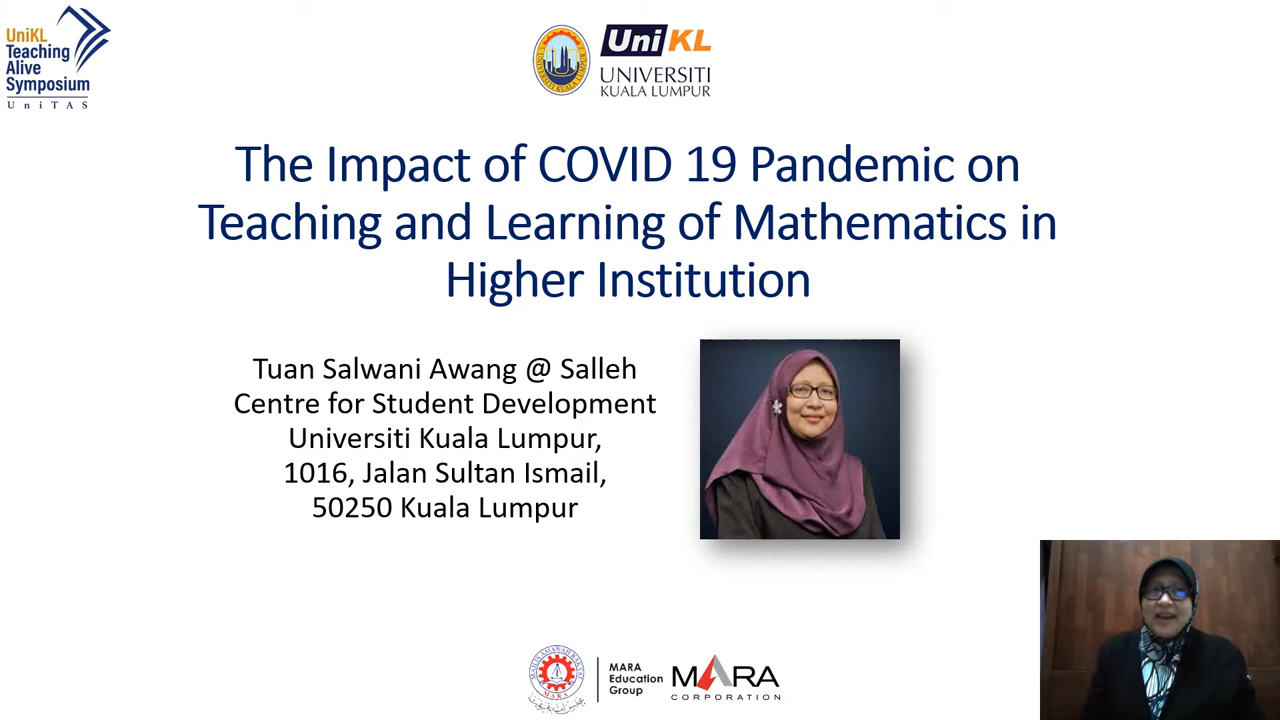 UniKL
Teaching
Alive
Symposium
UniTAS
UniKL
UNIVERSITI
KUALA LUMPUR
The Impact of COVID 19 Pandemic on
Teaching and Learning of Mathematics in
Higher Institution
Tuan Salwani Awang @ Salleh
Centre for Student Development
Universiti Kuala Lumpur,
1016, Jalan Sultan Ismail,
50250 Kuala Lumpur
MARA
Education
Group
MARA
CORPORATION